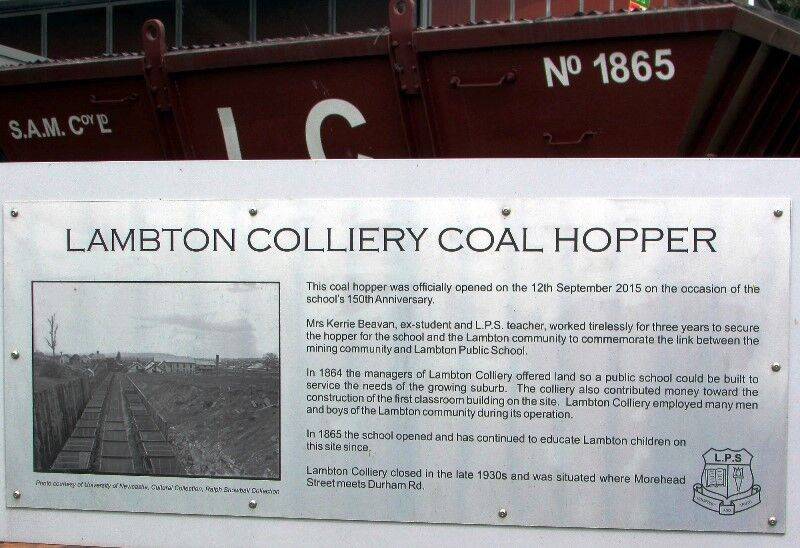 S.A.M. Coy Ld
L C
No 1865
LAMBTON COLLIERY COAL HOPPER
This coal hopper was officially opened on the 12th September 2015 on the occasion of the
school's 150th Anniversary.
Mrs Kerrie Beavan, ex-student and L.P.S. teacher, worked tirelessly for three years to secure
the hopper for the school and the Lambton community to commemorate the link between the
mining community and Lambton Public School.
In 1864 the managers of Lambton Colliery offered land so a public school could be built to
service the needs of the growing suburb. The colliery also contributed money toward the
construction of the first classroom building on the site. Lambton Colliery employed many men
and boys of the Lambton community during its operation.
In 1865 the school opened and has continued to educate Lambton children on
this site since.
Lambton Colliery closed in the late 1930s and was situated where Morehead
Street meets Durham Rd.
Photo courtesy of University of Newcastle, Cultural Collection, Ralph Snowball Collection
L.P.S